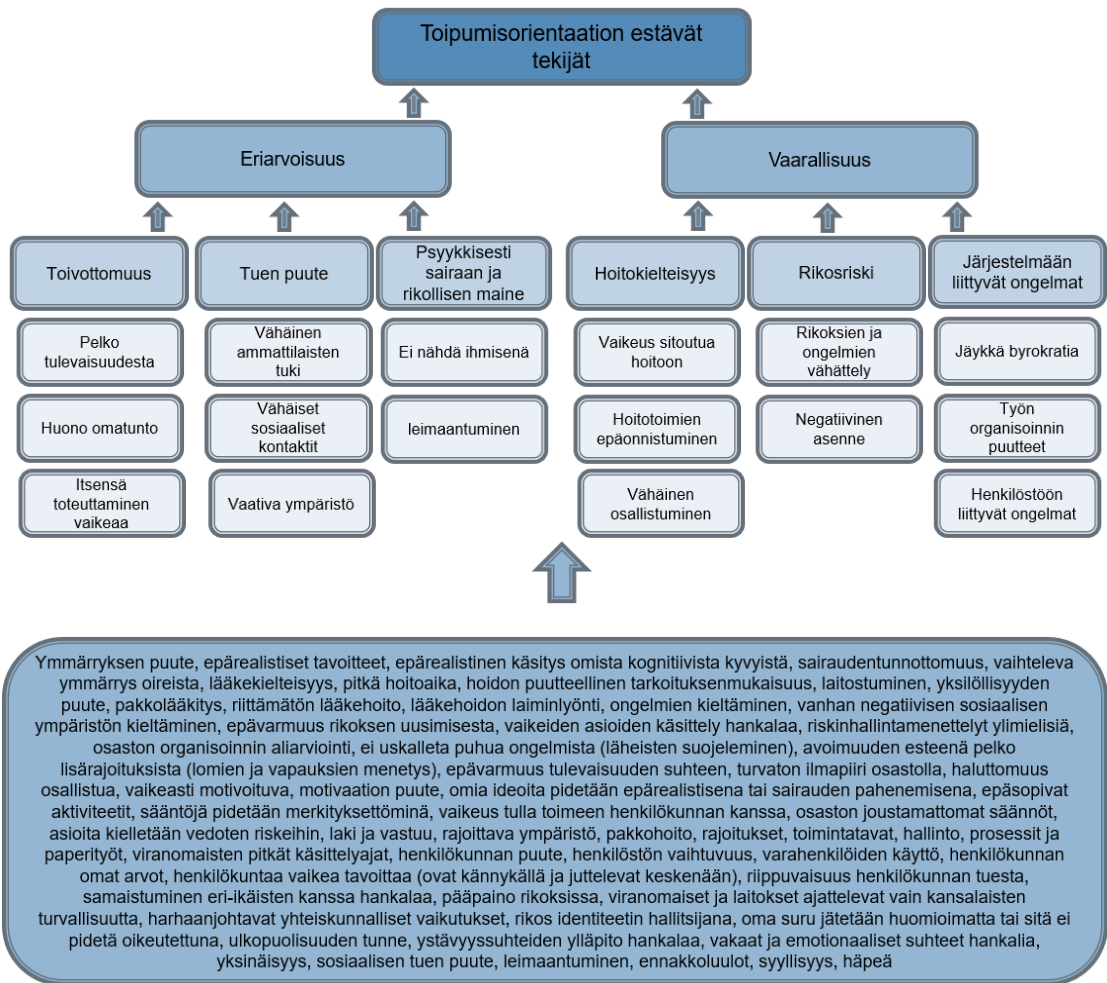 Toipumisorientaation estävät
tekijät
Eriarvoisuus
Vaarallisuus
Toivottomuus
Tuen puute
Psyykkisesti
sairaan ja
rikollisen maine
Hoitokielteisyys
Rikosriski
Järjestelmään
liittyvät ongelmat
Pelko
tulevaisuudesta
Vähäinen
ammattilaisten
tuki
Ei nähdä ihmisenä
Vaikeus sitoutua
hoitoon
Rikoksien ja
ongelmien
vähättely
Jäykkä byrokratia
Huono omatunto
Vähäiset
sosiaaliset
kontaktit
leimaantuminen
Hoitotoimien
epäonnistuminen
Negatiivinen
asenne
Työn
organisoinnin
puutteet
Itsensä
toteuttaminen
vaikeaa
Vaativa ympäristö
Vähäinen
osallistuminen
Henkilöstöön
liittyvät ongelmat
Ymmärryksen puute, epärealistiset tavoitteet, epärealistinen käsitys omista kognitiivista kyvyistä, sairaudentunnottomuus, vaihteleva
ymmärrys oireista, lääkekielteisyys, pitkä hoitoaika, hoidon puutteellinen tarkoituksenmukaisuus, laitostuminen, yksilöllisyyden
puute, pakkolääkitys, riittämätön lääkehoito, lääkehoidon laiminlyönti, ongelmien kieltäminen, vanhan negatiivisen sosiaalisen
ympäristön kieltäminen, epävarmuus rikoksen uusimisesta, vaikeiden asioiden käsittely hankalaa, riskinhallintamenettelyt ylimielisiä,
osaston organisoinnin aliarviointi, ei uskalleta puhua ongelmista (läheisten suojeleminen), avoimuuden esteenä pelko
lisärajoituksista (lomien ja vapauksien menetys), epävarmuus tulevaisuuden suhteen, turvaton ilmapiiri osastolla, haluttomuus
osallistua, vaikeasti motivoituva, motivaation puute, omia ideoita pidetään epärealistisena tai sairauden pahenemisena, epäsopivat
aktiviteetit, sääntöjä pidetään merkityksettöminä, vaikeus tulla toimeen henkilökunnan kanssa, osaston joustamattomat säännöt,
asioita kielletään vedoten riskeihin, laki ja vastuu, rajoittava ympäristö, pakkohoito, rajoitukset, toimintatavat, hallinto, prosessit ja
paperityöt, viranomaisten pitkät käsittelyajat, henkilökunnan puute, henkilöstön vaihtuvuus, varahenkilöiden käyttö, henkilökunnan
omat arvot, henkilökuntaa vaikea tavoittaa (ovat kännykällä ja juttelevat keskenään), riippuvaisuus henkilökunnan tuesta,
samaistuminen eri-ikäisten kanssa hankalaa, pääpaino rikoksissa, viranomaiset ja laitokset ajattelevat vain kansalaisten
turvallisuutta, harhaanjohtavat yhteiskunnalliset vaikutukset, rikos identiteetin hallitsijana, oma suru jätetään huomioimatta tai sitä ei
pidetä oikeutettuna, ulkopuolisuuden tunne, ystävyyssuhteiden ylläpito hankalaa, vakaat ja emotionaaliset suhteet hankalia,
yksinäisyys, sosiaalisen tuen puute, leimaantuminen, ennakkoluulot, syyllisyys, häpeä